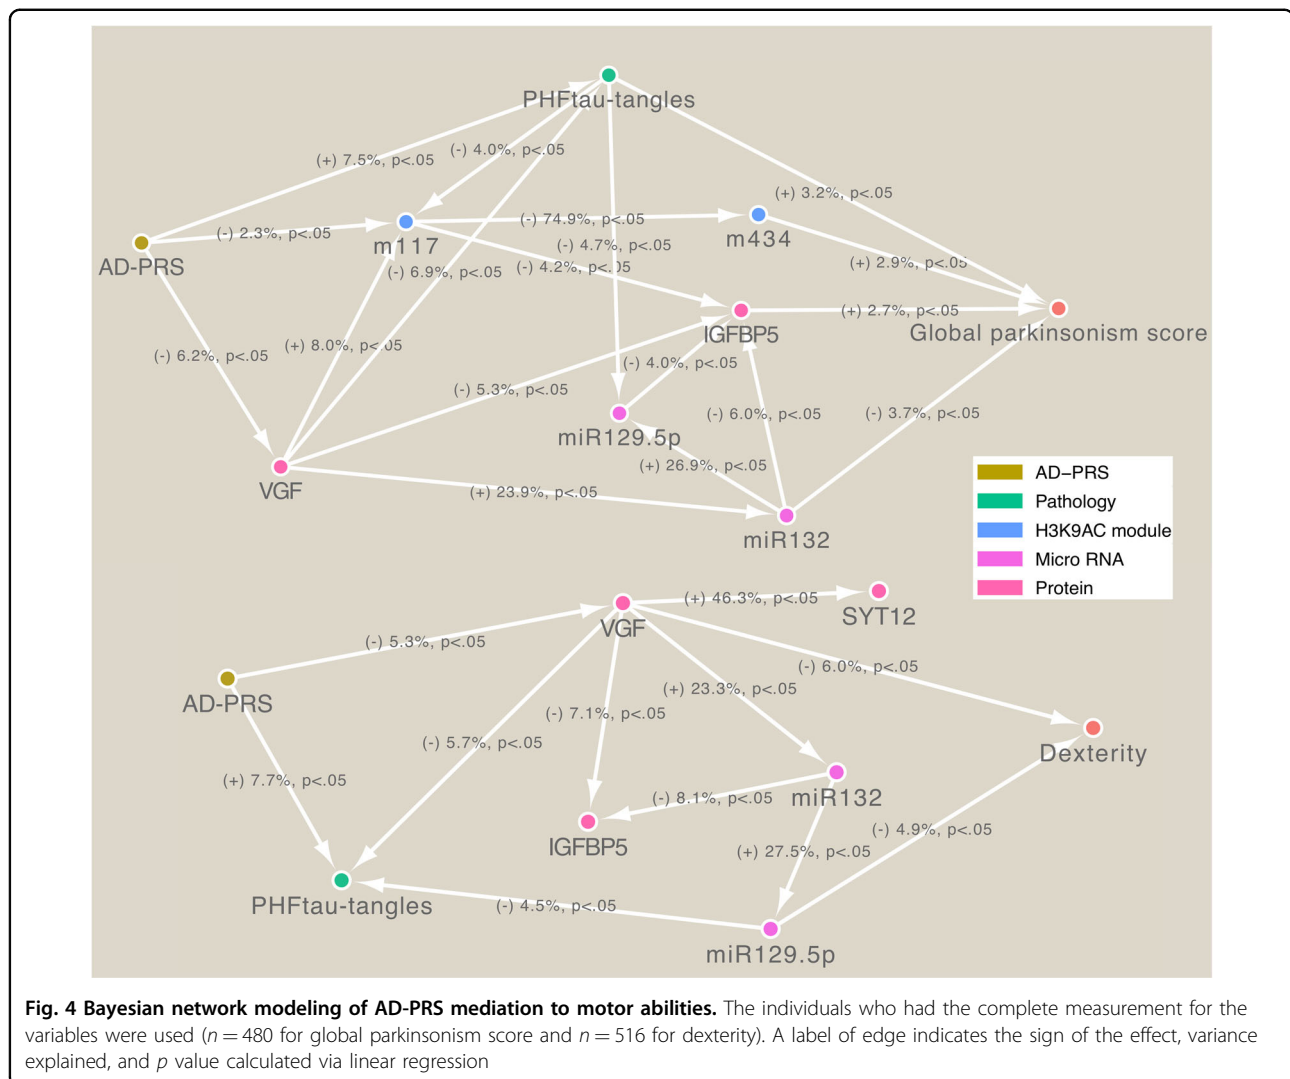 PHFtau-tangles
(+) 7.5%, p<.05
(-) 4.0%, p<.05
(+) 3.2%, p<.05
(-) 2.3%, p<.05
m117
(-) 74.9%, p<.05
m434
AD-PRS
(-) 4.7%, p<.05
(-) 6.9%, p<.05
(-) 4.2%, p<.05
(+) 2.9%, p<.05
IGFBP5
(+) 2.7%, p<.05
Global parkinsonism score
(-) 6.2%, p<.05
(+) 8.0%, p<.05
(-) 4.0%, p<.05
(-) 5.3%, p<.05
miR129.5p
(-) 6.0%, p<.05
(-) 3.7%, p<.05
(+) 26.9%, p<.05
VGF
(+) 23.9%, p<.05
miR132
AD−PRS
Pathology
H3K9AC module
Micro RNA
Protein
VGF
(+) 46.3%, p<.05
SYT12
(-) 5.3%, p<.05
(-) 6.0%, p<.05
AD-PRS
(+) 23.3%, p<.05
(-) 7.1%, p<.05
(-) 5.7%, p<.05
Dexterity
(+) 7.7%, p<.05
(-) 8.1%, p<.05
miR132
IGFBP5
(-) 4.9%, p<.05
(+) 27.5%, p<.05
PHFtau-tangles
(-) 4.5%, p<.05
miR129.5p
Fig. 4 Bayesian network modeling of AD-PRS mediation to motor abilities. The individuals who had the complete measurement for the
variables were used (n = 480 for global parkinsonism score and n = 516 for dexterity). A label of edge indicates the sign of the effect, variance
explained, and p value calculated via linear regression